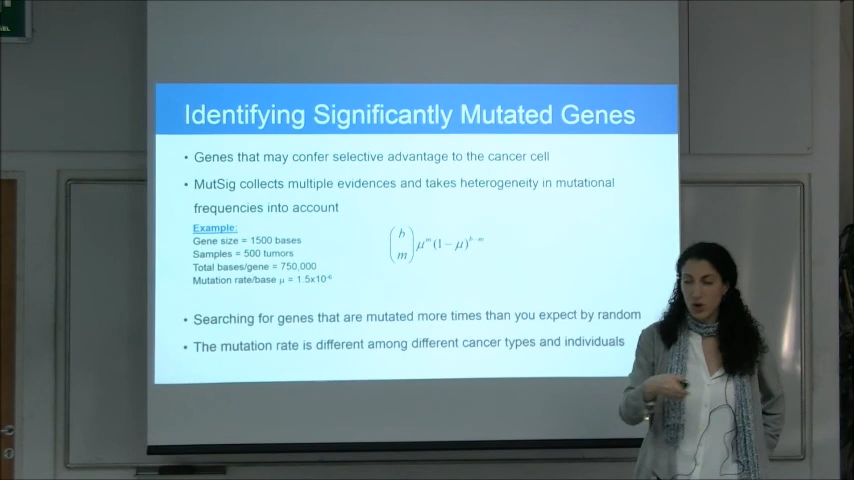 Identifying Significantly Mutated Genes
• Genes that may confer selective advantage to the cancer cell
• MutSig collects multiple evidences and takes heterogeneity in mutational
frequencies into account
Example:
Gene size = 1500 bases
Samples = 500 tumors
Total bases/gene = 750,000
Mutation rate/base μ = 1.5x10⁻⁶
(b m) μᵐ(1−μ)ᵇ⁻ᵐ
• Searching for genes that are mutated more times than you expect by random
• The mutation rate is different among different cancer types and individuals